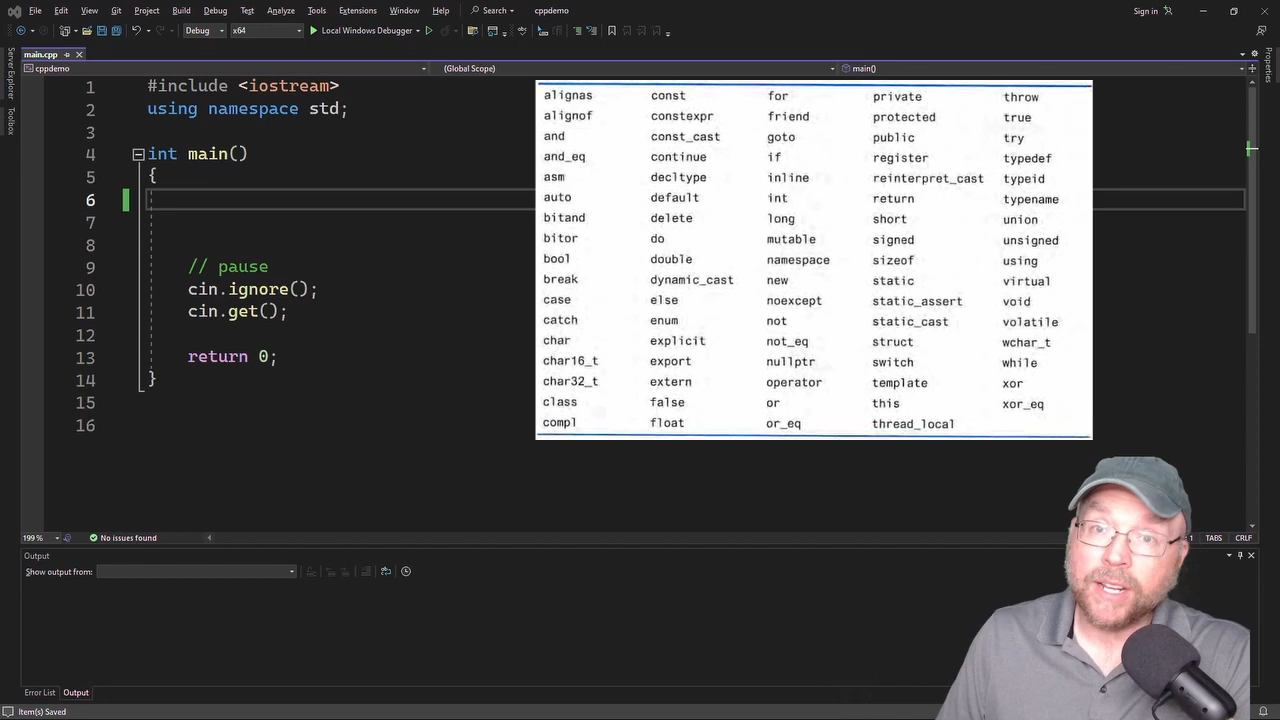 File Edit View Git Project Build Debug Test Analyze Tools Extensions Window Help Search cppdemo Sign in
Debug x64 Local Windows Debugger
main.cpp
cppdemo (Global Scope) main()
Server Explorer
Toolbox
Properties
1 #include <iostream>
2 using namespace std;
3
4 int main()
5 {
6
7
8
9 // pause
10 cin.ignore();
11 cin.get();
12
13 return 0;
14 }
15
16
alignas const for private throw
alignof constexpr friend protected true
and const_cast goto public try
and_eq continue if register typedef
asm decltype inline reinterpret_cast typeid
auto default int return typename
bitand delete long short union
bitor do mutable signed unsigned
bool double namespace sizeof using
break dynamic_cast new static virtual
case else noexcept static_assert void
catch enum not static_cast volatile
char explicit not_eq struct wchar_t
char16_t export nullptr switch while
char32_t extern operator template xor
class false or this xor_eq
compl float or_eq thread_local
199 % No issues found 1 TABS CRLF
Output
Show output from:
Error List Output
Item(s) Saved